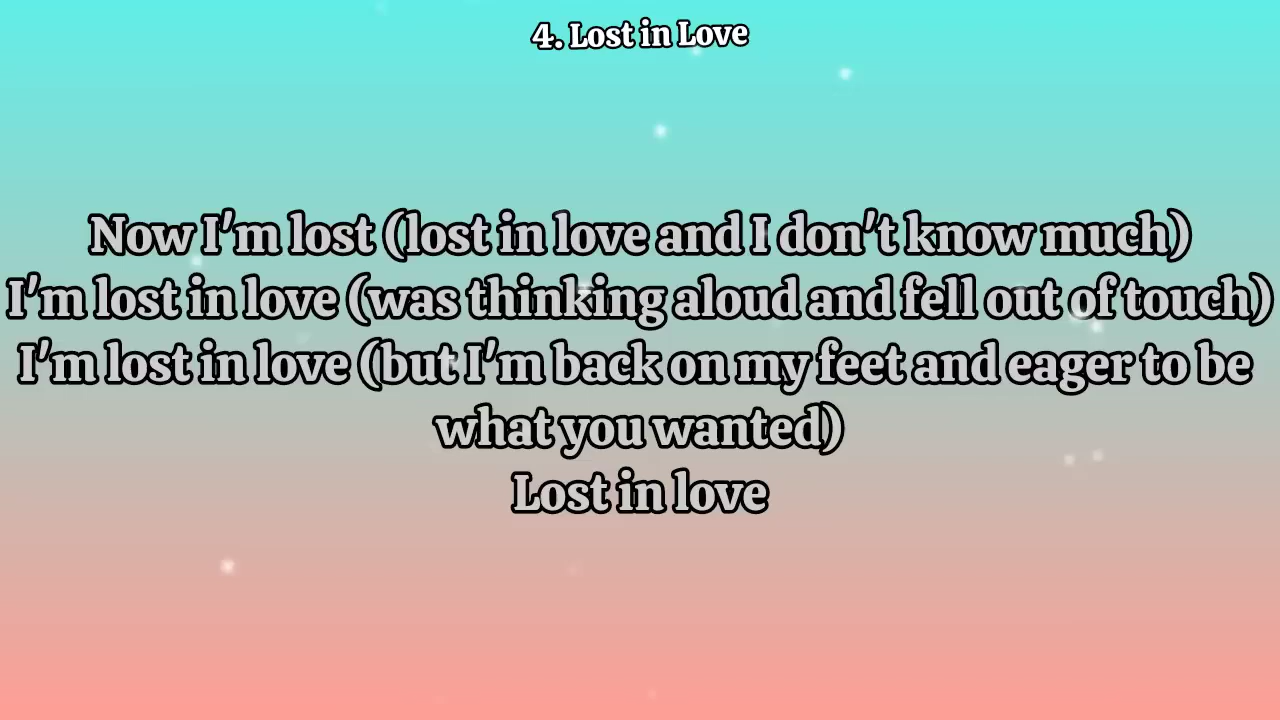 4. Lost in Love
Now I'm lost (lost in love and I don't know much)
I'm lost in love (was thinking aloud and fell out of touch)
I'm lost in love (but I'm back on my feet and eager to be
what you wanted)
Lost in love